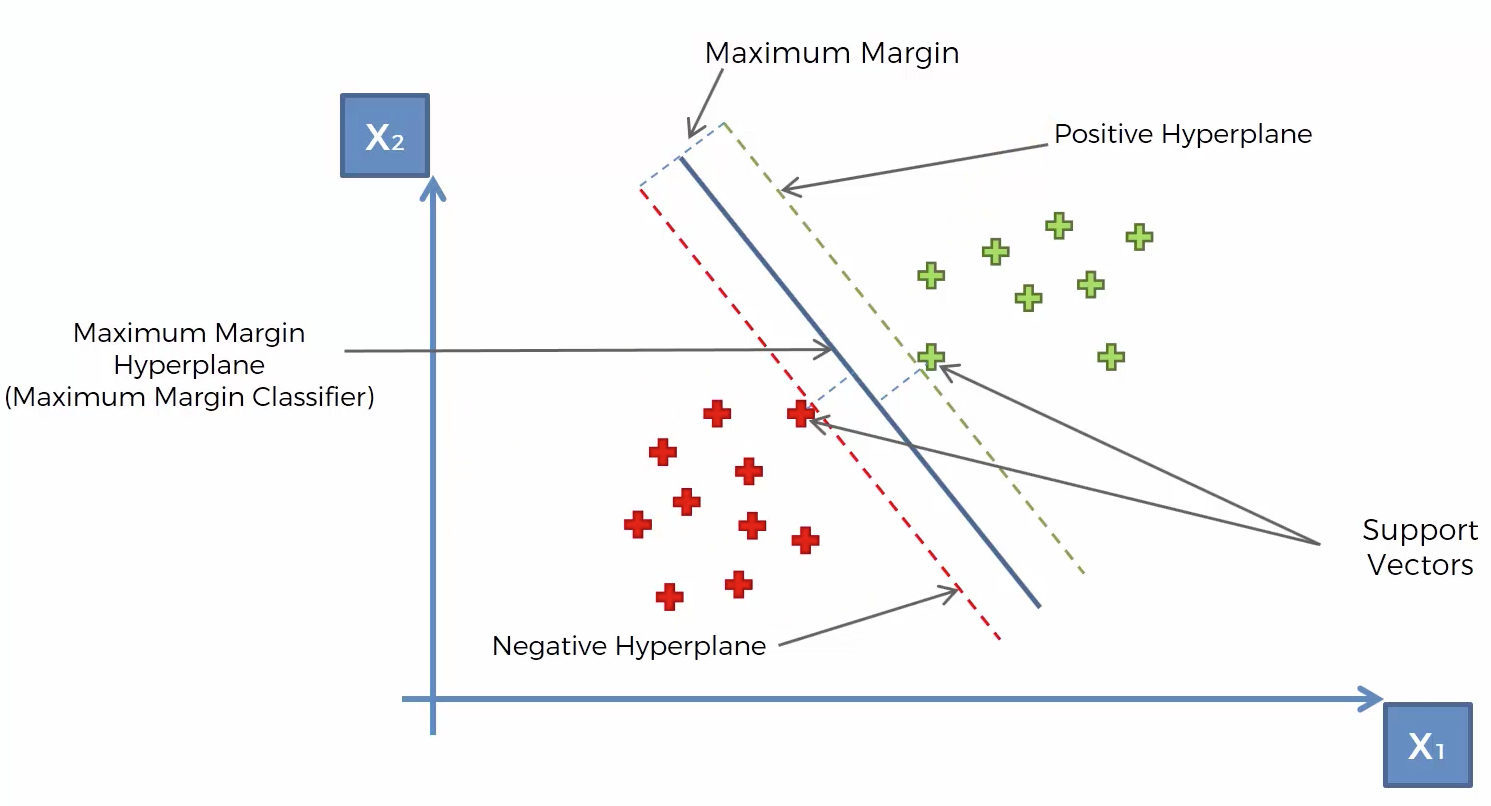 Maximum Margin
X₂
Positive Hyperplane
Maximum Margin
Hyperplane
(Maximum Margin Classifier)
Support
Vectors
Negative Hyperplane
X₁